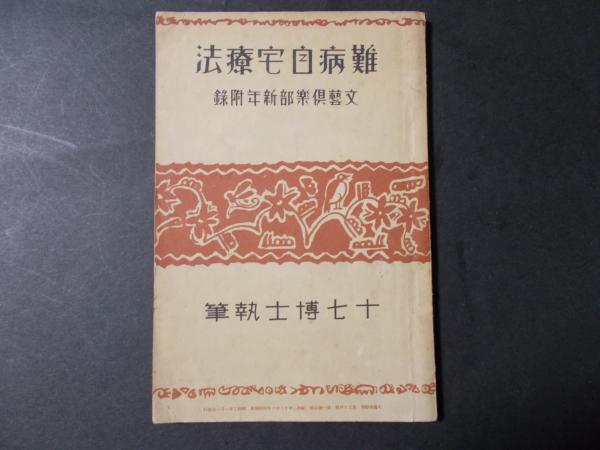 難病自宅療法
文藝倶楽部新年附錄
十七博士執筆